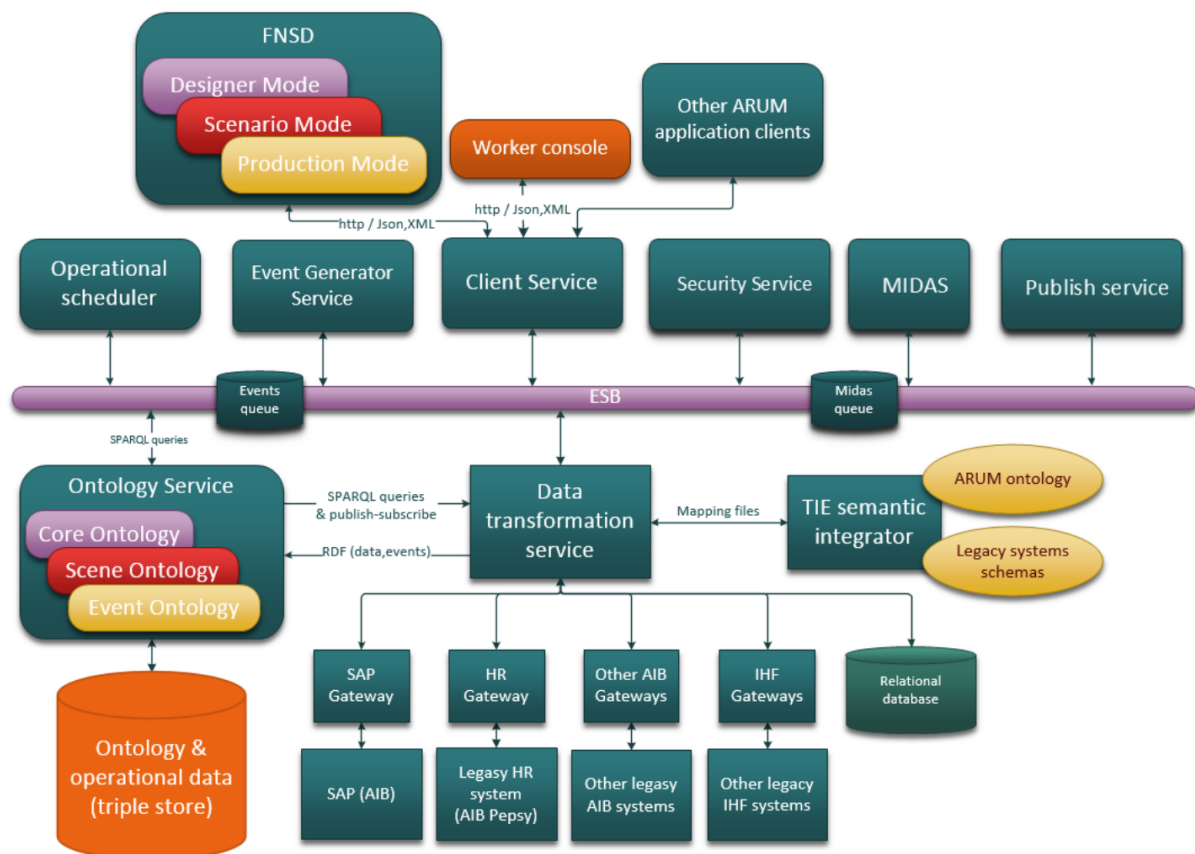 FNSD
Designer Mode
Scenario Mode
Production Mode
Worker console
Other ARUM
application clients
http / Json,XML
http / Json,XML
Operational
scheduler
Event Generator
Service
Client Service
Security Service
MIDAS
Publish service
Events
queue
ESB
Midas
queue
SPARQL queries
Ontology Service
Core Ontology
Scene Ontology
Event Ontology
SPARQL queries
& publish-subscribe
RDF (data,events)
Data
transformation
service
Mapping files
TIE semantic
integrator
ARUM ontology
Legacy systems
schemas
SAP
Gateway
HR
Gateway
Other AIB
Gateways
IHF
Gateways
Relational
database
Ontology &
operational data
(triple store)
SAP (AIB)
Legasy HR
system
(AIB Pepsy)
Other legasy
AIB systems
Other legacy
IHF systems